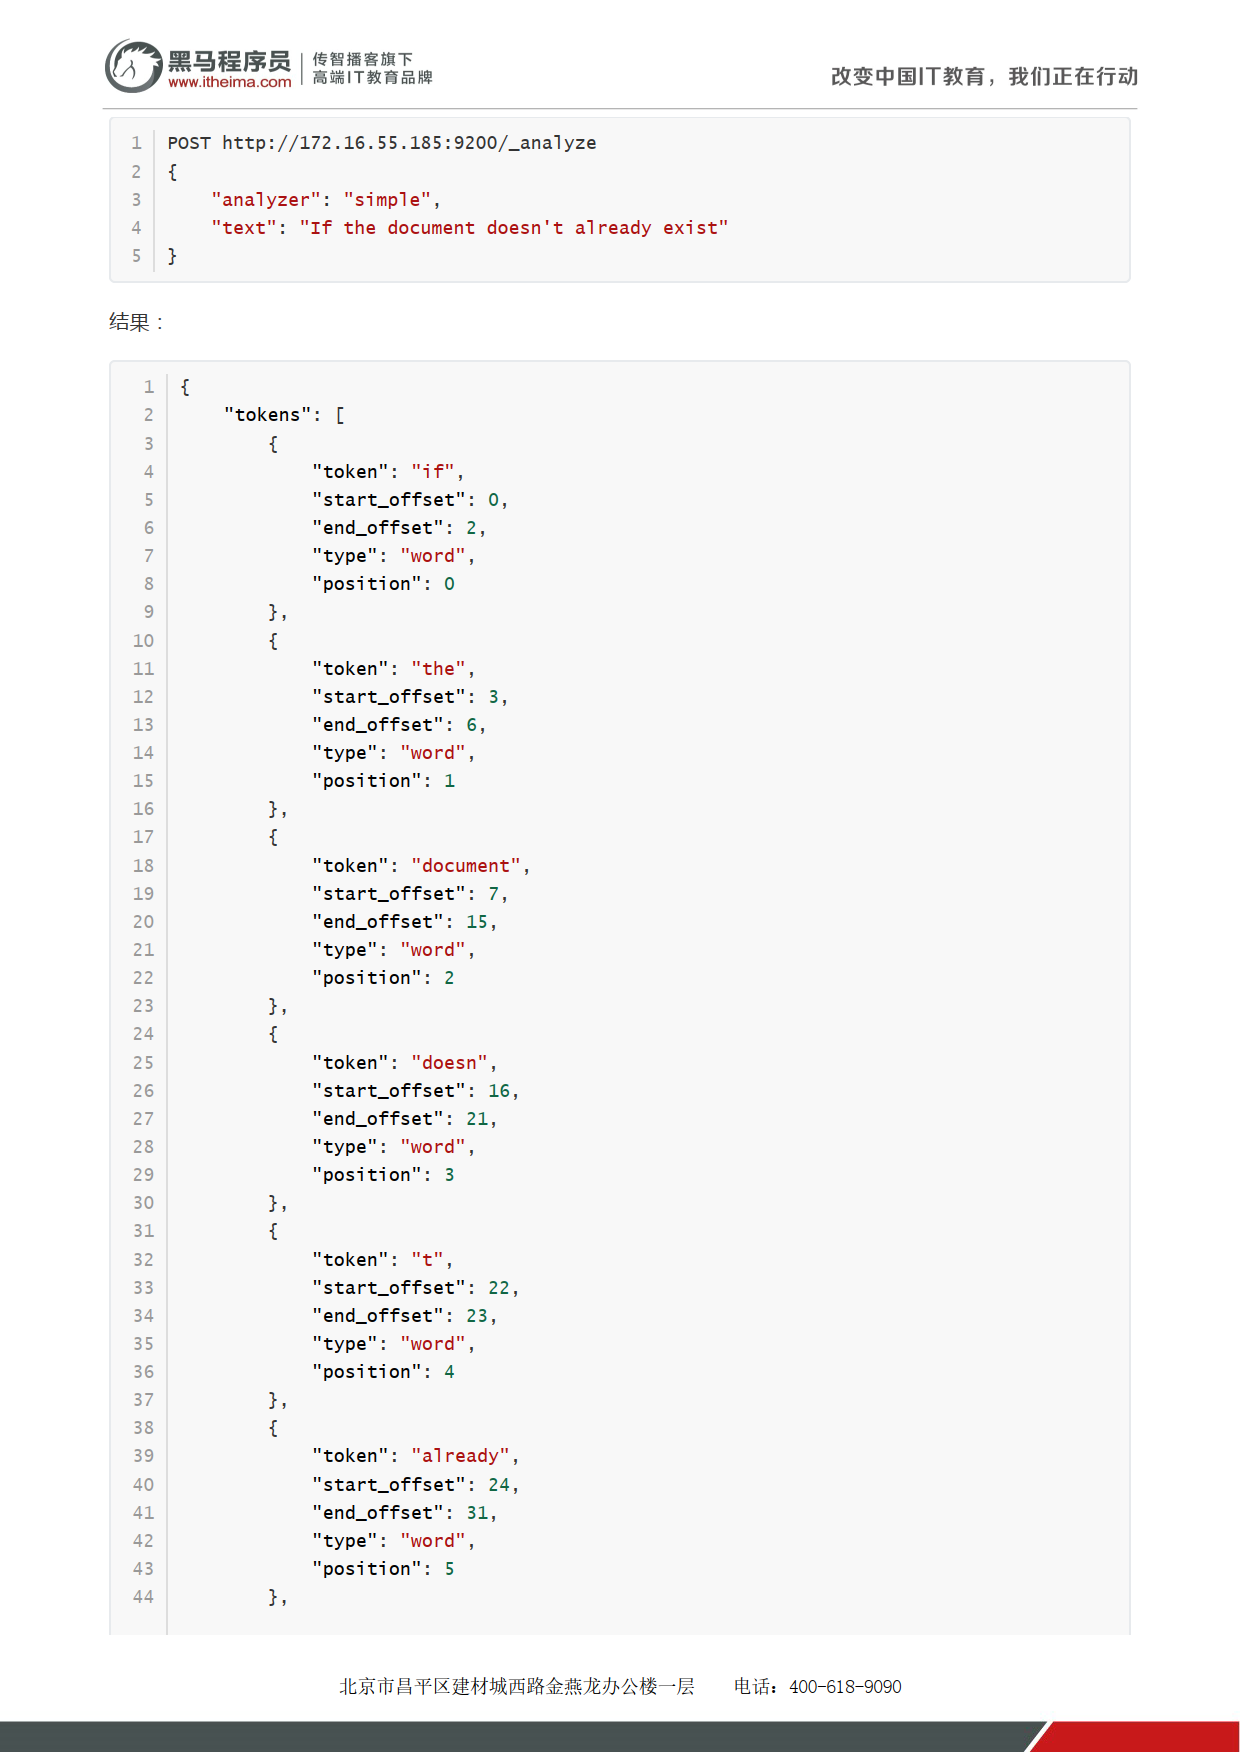 黑马程序员
www.itheima.com
传智播客旗下
高端IT教育品牌
改变中国IT教育，我们正在行动
1 POST http://172.16.55.185:9200/_analyze
2 {
3     "analyzer": "simple",
4     "text": "If the document doesn't already exist"
5 }
结果：
1 {
2     "tokens": [
3         {
4             "token": "if",
5             "start_offset": 0,
6             "end_offset": 2,
7             "type": "word",
8             "position": 0
9         },
10         {
11             "token": "the",
12             "start_offset": 3,
13             "end_offset": 6,
14             "type": "word",
15             "position": 1
16         },
17         {
18             "token": "document",
19             "start_offset": 7,
20             "end_offset": 15,
21             "type": "word",
22             "position": 2
23         },
24         {
25             "token": "doesn",
26             "start_offset": 16,
27             "end_offset": 21,
28             "type": "word",
29             "position": 3
30         },
31         {
32             "token": "t",
33             "start_offset": 22,
34             "end_offset": 23,
35             "type": "word",
36             "position": 4
37         },
38         {
39             "token": "already",
40             "start_offset": 24,
41             "end_offset": 31,
42             "type": "word",
43             "position": 5
44         },
北京市昌平区建材城西路金燕龙办公楼一层 电话：400-618-9090